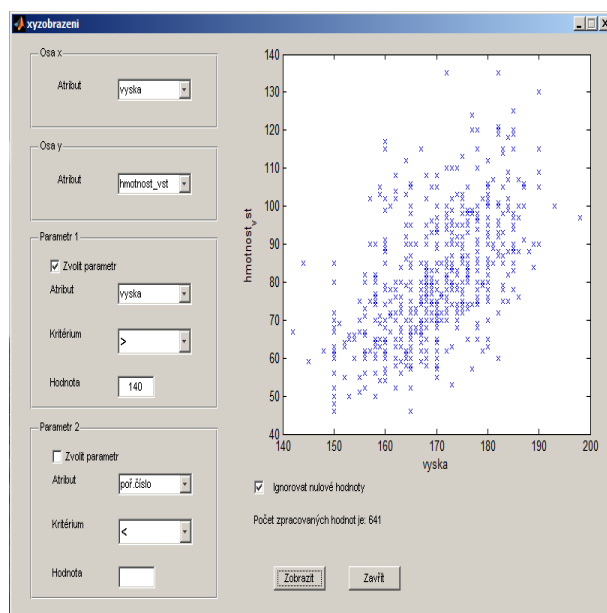 xyzobrazeni
Osa x
Atribut
vyska
Osa y
Atribut
hmotnost_vst
Parametr 1
Zvolit parametr
Atribut
vyska
Kritérium
>
Hodnota
140
Parametr 2
Zvolit parametr
Atribut
poř.číslo
Kritérium
<
Hodnota
140
130
120
110
100
90
80
70
60
50
40
hmotnost_vst
140 150 160 170 180 190 200
vyska
Ignorovat nulové hodnoty
Počet zpracovaných hodnot je: 641
Zobrazit Zavřít